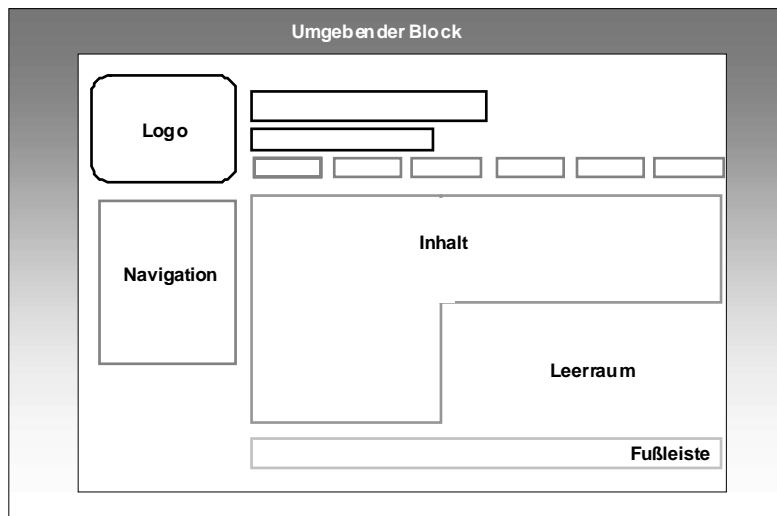 Umgebender Block
Logo
Inhalt
Navigation
Leerraum
Fußleiste